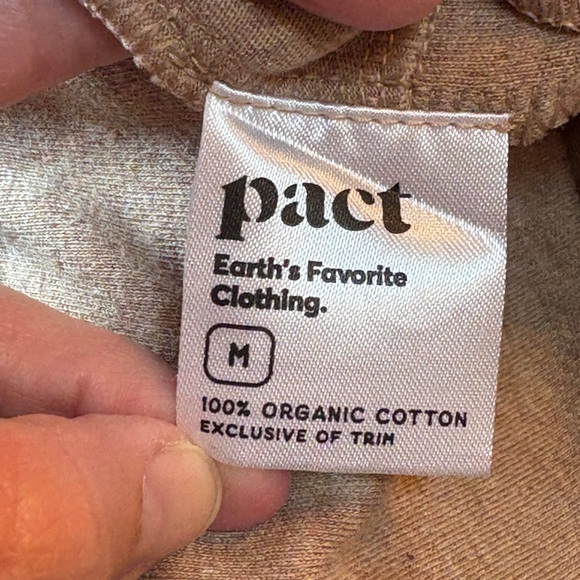 pact
Earth's Favorite
Clothing.
M
100% ORGANIC COTTON
EXCLUSIVE OF TRIM